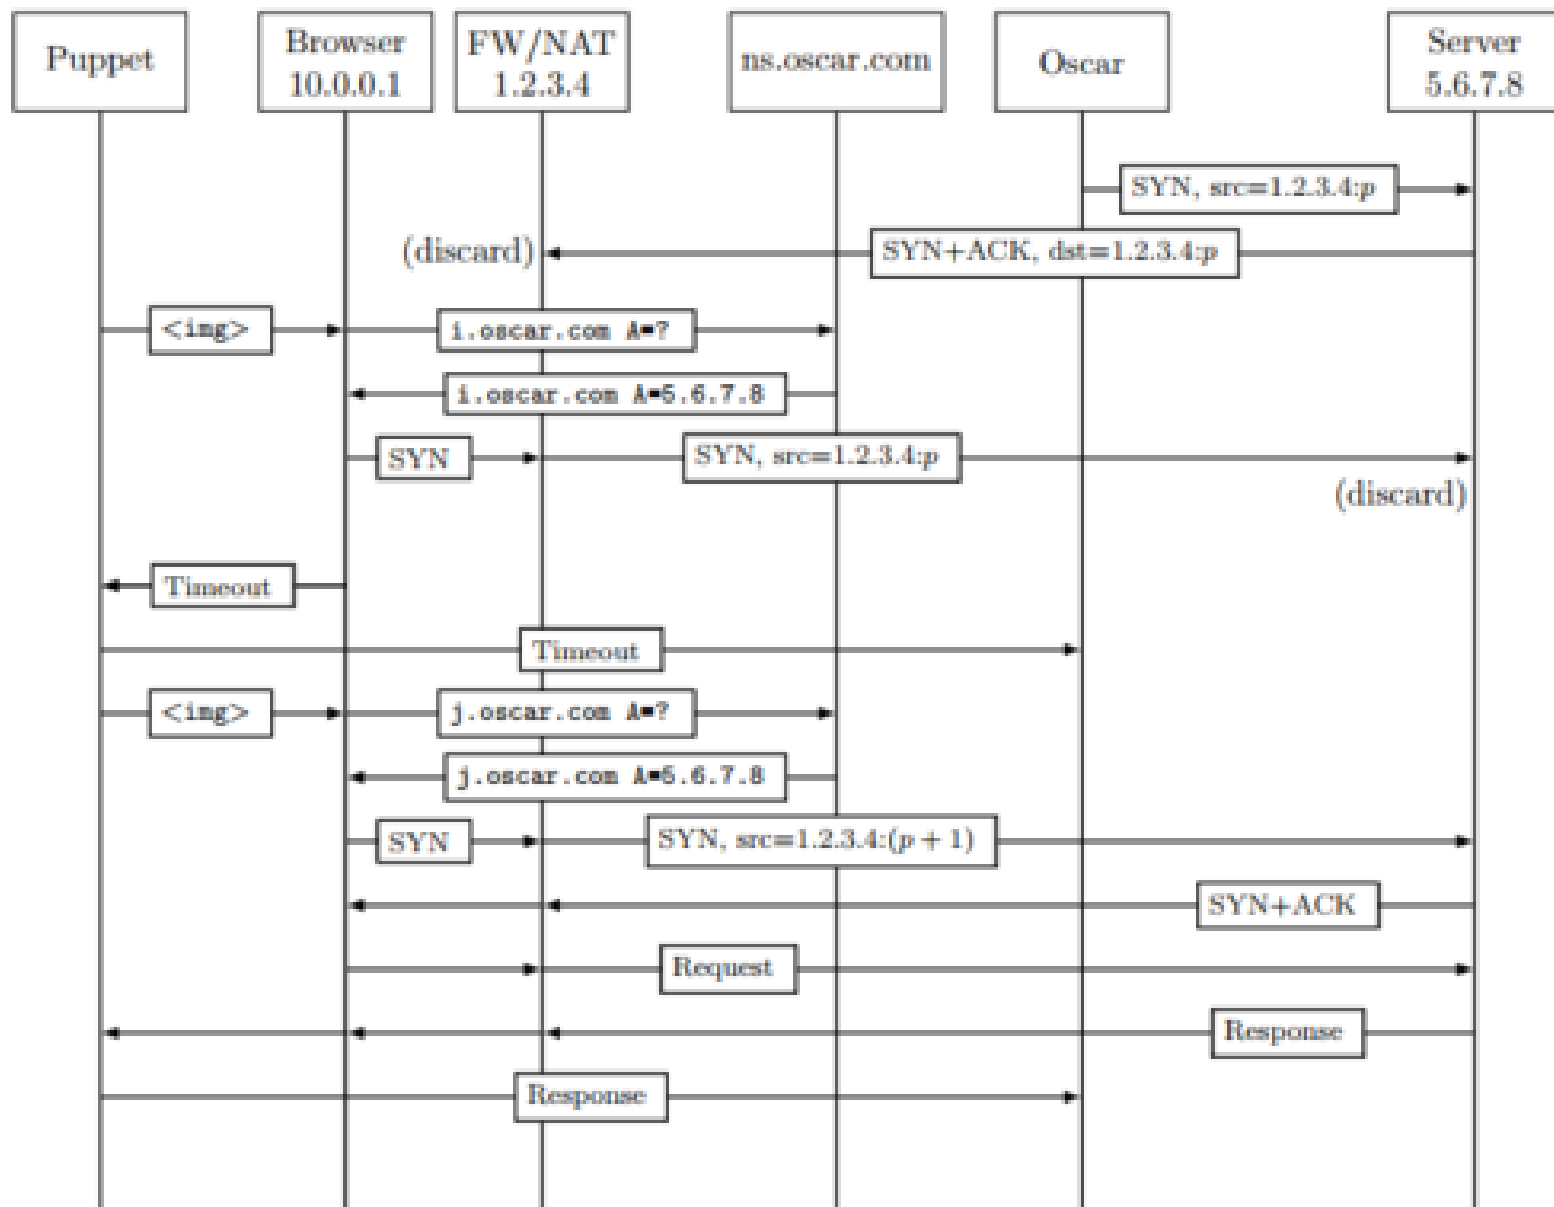 Puppet
Browser
10.0.0.1
FW/NAT
1.2.3.4
ns.oscar.com
Oscar
Server
5.6.7.8
SYN, src=1.2.3.4:p
(discard)
SYN+ACK, dst=1.2.3.4:p
<img>
i.oscar.com A=?
i.oscar.com A=5.6.7.8
SYN
SYN, src=1.2.3.4:p
(discard)
Timeout
Timeout
<img>
j.oscar.com A=?
j.oscar.com A=5.6.7.8
SYN
SYN, src=1.2.3.4:(p + 1)
SYN+ACK
Request
Response
Response